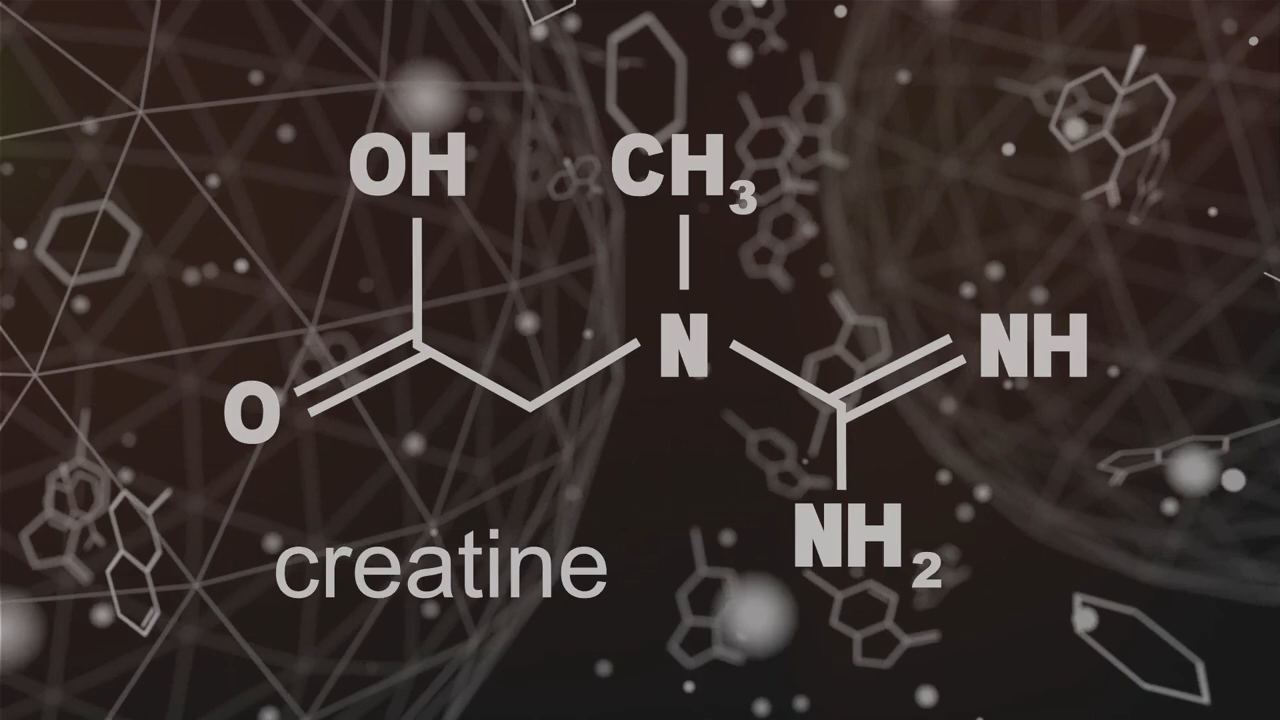 OH CH₃
N NH
O
NH₂
creatine